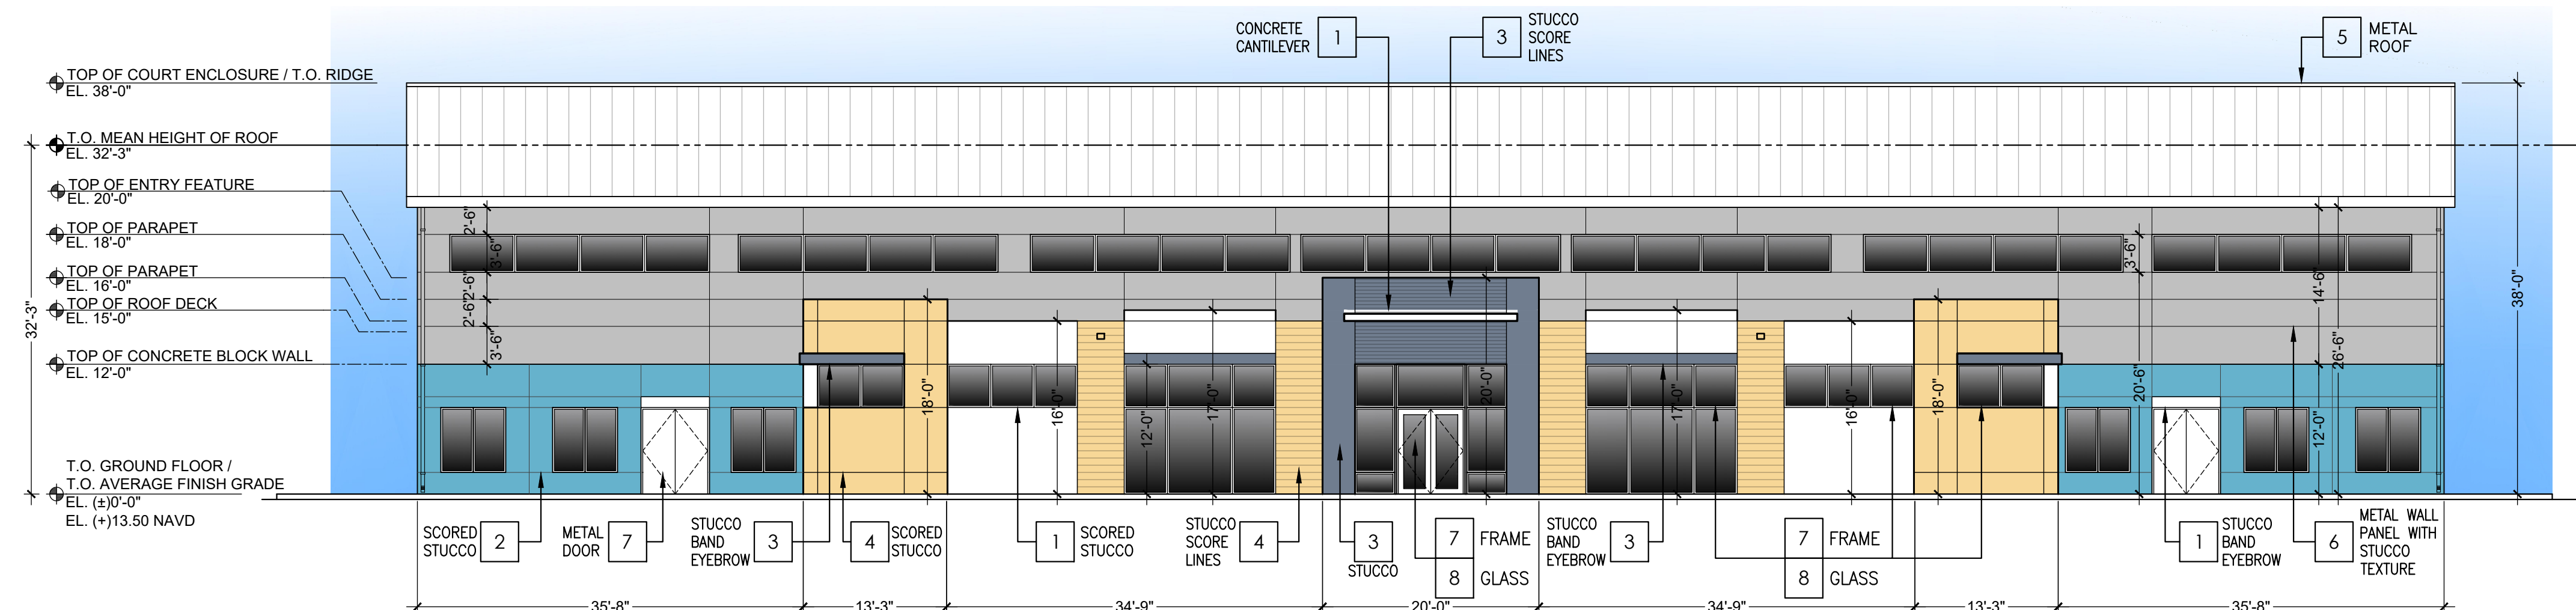 CONCRETE
CANTILEVER
1
3
STUCCO
SCORE
LINES
5
METAL
ROOF
TOP OF COURT ENCLOSURE / T.O. RIDGE
EL. 38'-0"
T.O. MEAN HEIGHT OF ROOF
EL. 32'-3"
TOP OF ENTRY FEATURE
EL. 20'-0"
TOP OF PARAPET
EL. 18'-0"
TOP OF PARAPET
EL. 16'-0"
TOP OF ROOF DECK
EL. 15'-0"
TOP OF CONCRETE BLOCK WALL
EL. 12'-0"
T.O. GROUND FLOOR /
T.O. AVERAGE FINISH GRADE
EL. (±)0'-0"
EL. (+)13.50 NAVD
32'-3"
2'-6"
3'-6"
2'-6"
2'-6"
3'-6"
18'-0"
16'-0"
12'-0"
17'-0"
20'-0"
17'-0"
16'-0"
18'-0"
3'-6"
20'-6"
14'-6"
12'-0"
26'-6"
38'-0"
SCORED
STUCCO
2
METAL
DOOR
7
STUCCO
BAND
EYEBROW
3
4
SCORED
STUCCO
1
SCORED
STUCCO
STUCCO
SCORE
LINES
4
3
STUCCO
7
FRAME
8
GLASS
STUCCO
BAND
EYEBROW
3
7
FRAME
8
GLASS
1
STUCCO
BAND
EYEBROW
6
METAL WALL
PANEL WITH
STUCCO
TEXTURE
35'-8"
13'-3"
34'-9"
20'-0"
34'-9"
13'-3"
35'-8"